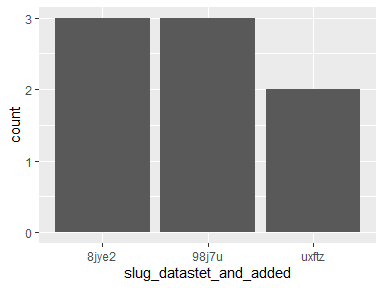 3
2
1
0
count
8jye2
98j7u
uxftz
slug_datastet_and_added